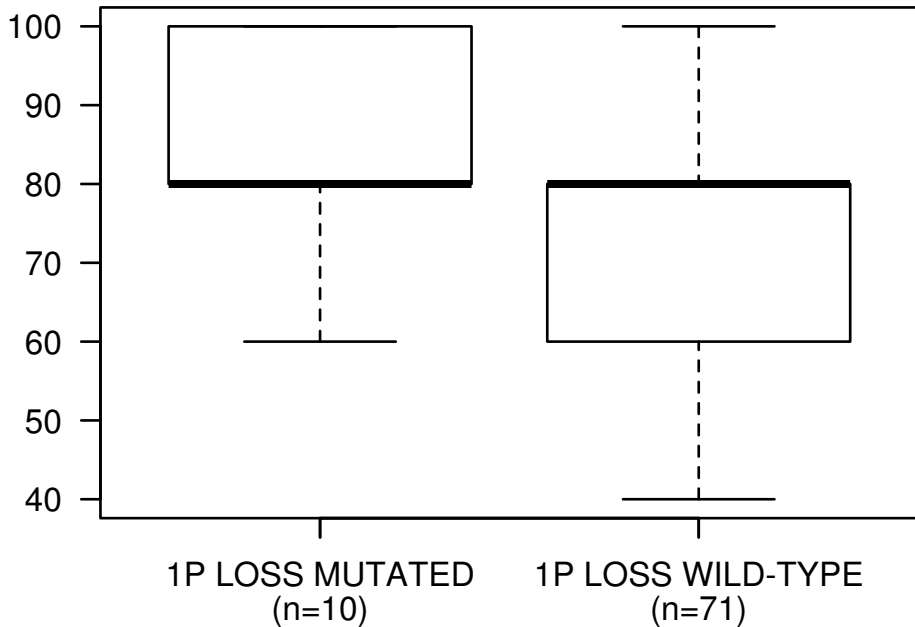 100
90
80
70
60
50
40
1P LOSS MUTATED
(n=10)
1P LOSS WILD-TYPE
(n=71)